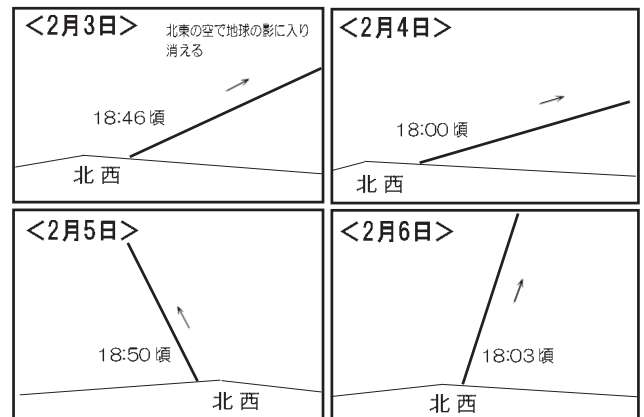 <2月3日>
北東の空で地球の影に入り
消える
18:46頃
北西
<2月4日>
18:00頃
北西
<2月5日>
18:50頃
北西
<2月6日>
18:03頃
北西